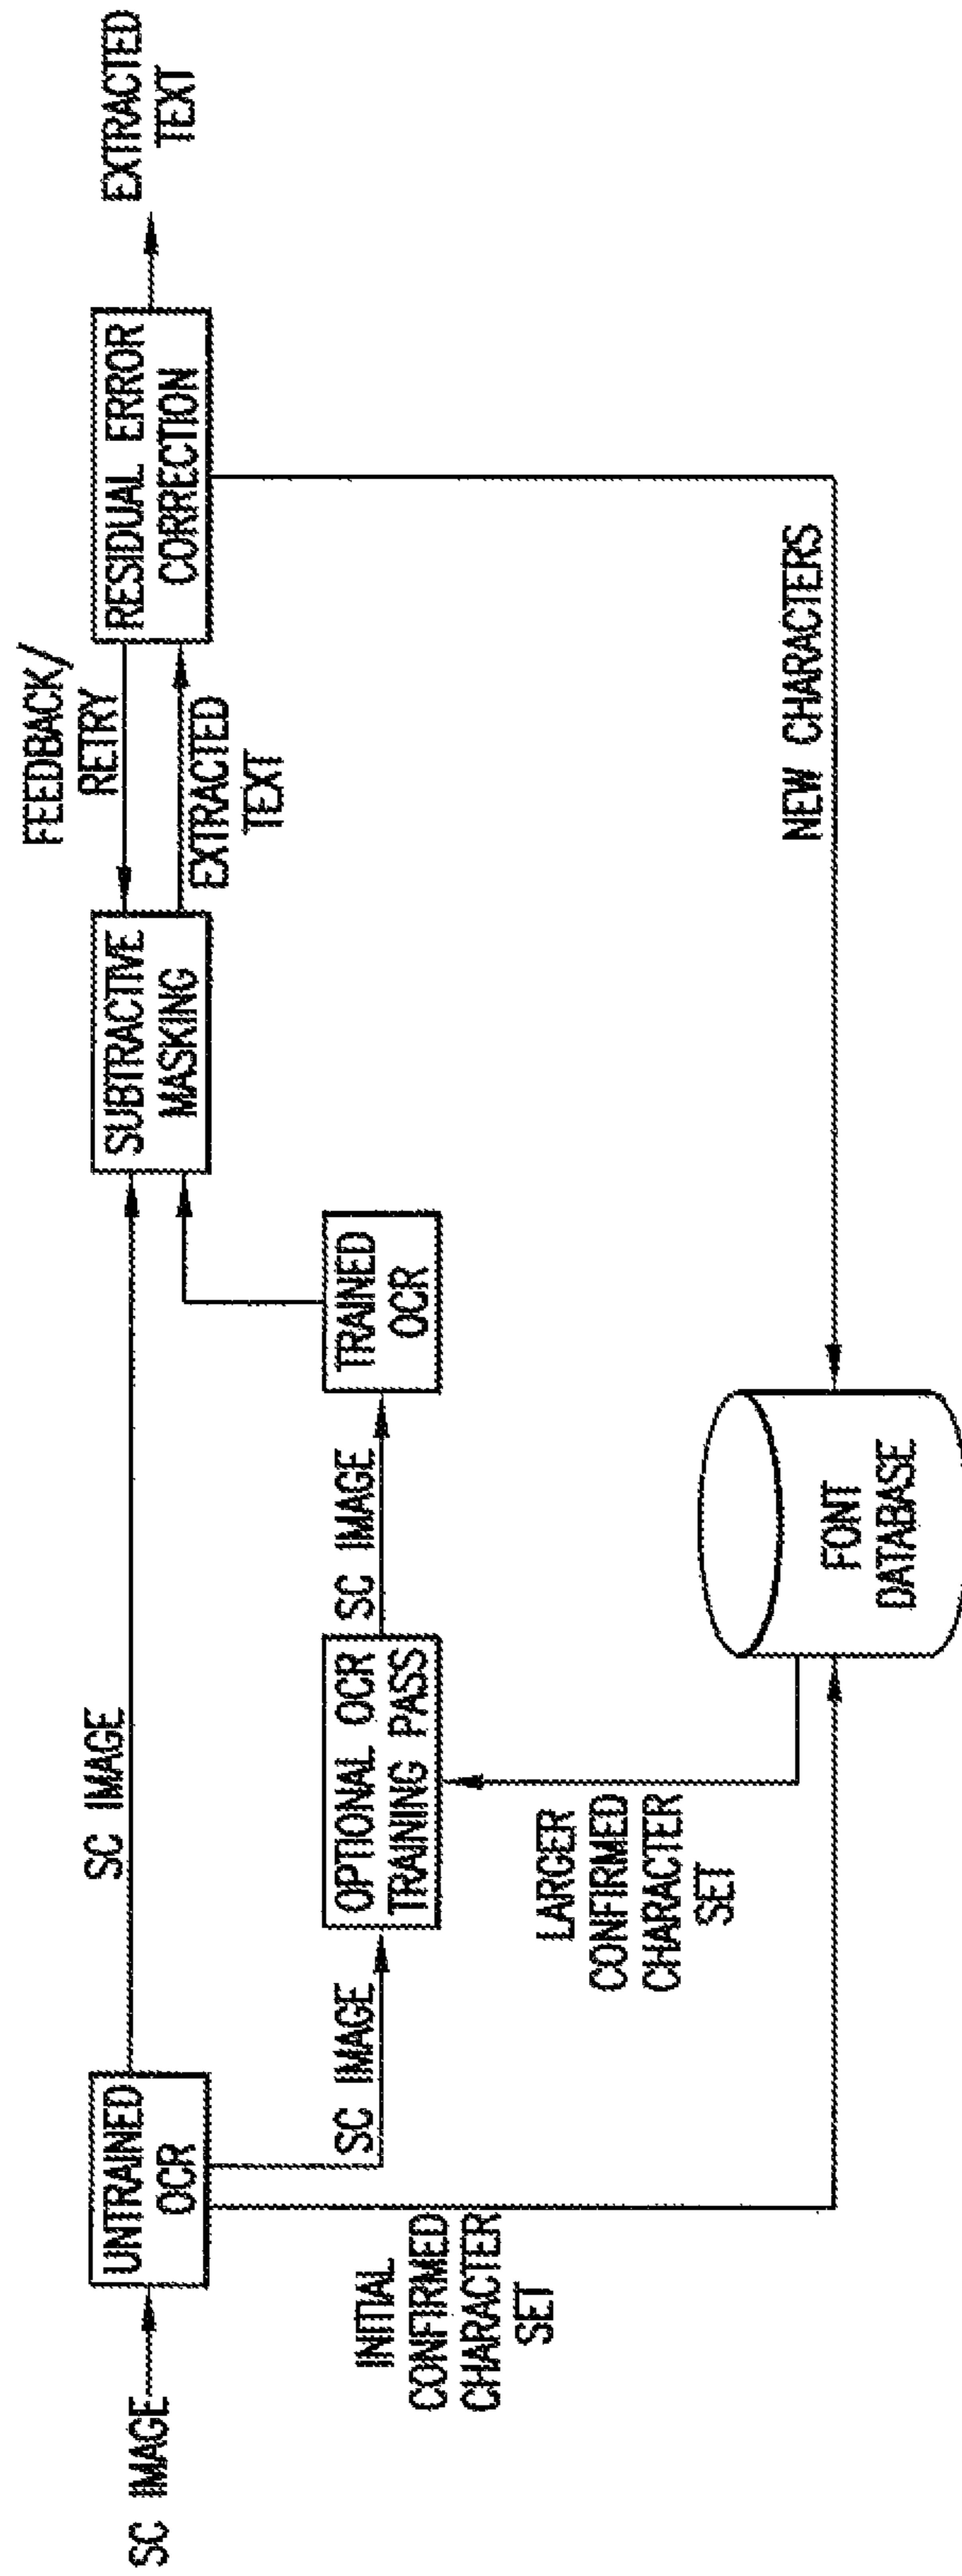 SC IMAGE
UNTRAINED
OCR
SC IMAGE
INITIAL
CONFIRMED
CHARACTER
SET
SC IMAGE
OPTIONAL OCR
TRAINING PASS
LARGER
CONFIRMED
CHARACTER
SET
SC IMAGE
TRAINED
OCR
FONT
DATABASE
SUBTRACTIVE
MASKING
FEEDBACK/
RETRY
EXTRACTED
TEXT
RESIDUAL ERROR
CORRECTION
NEW CHARACTERS
EXTRACTED
TEXT